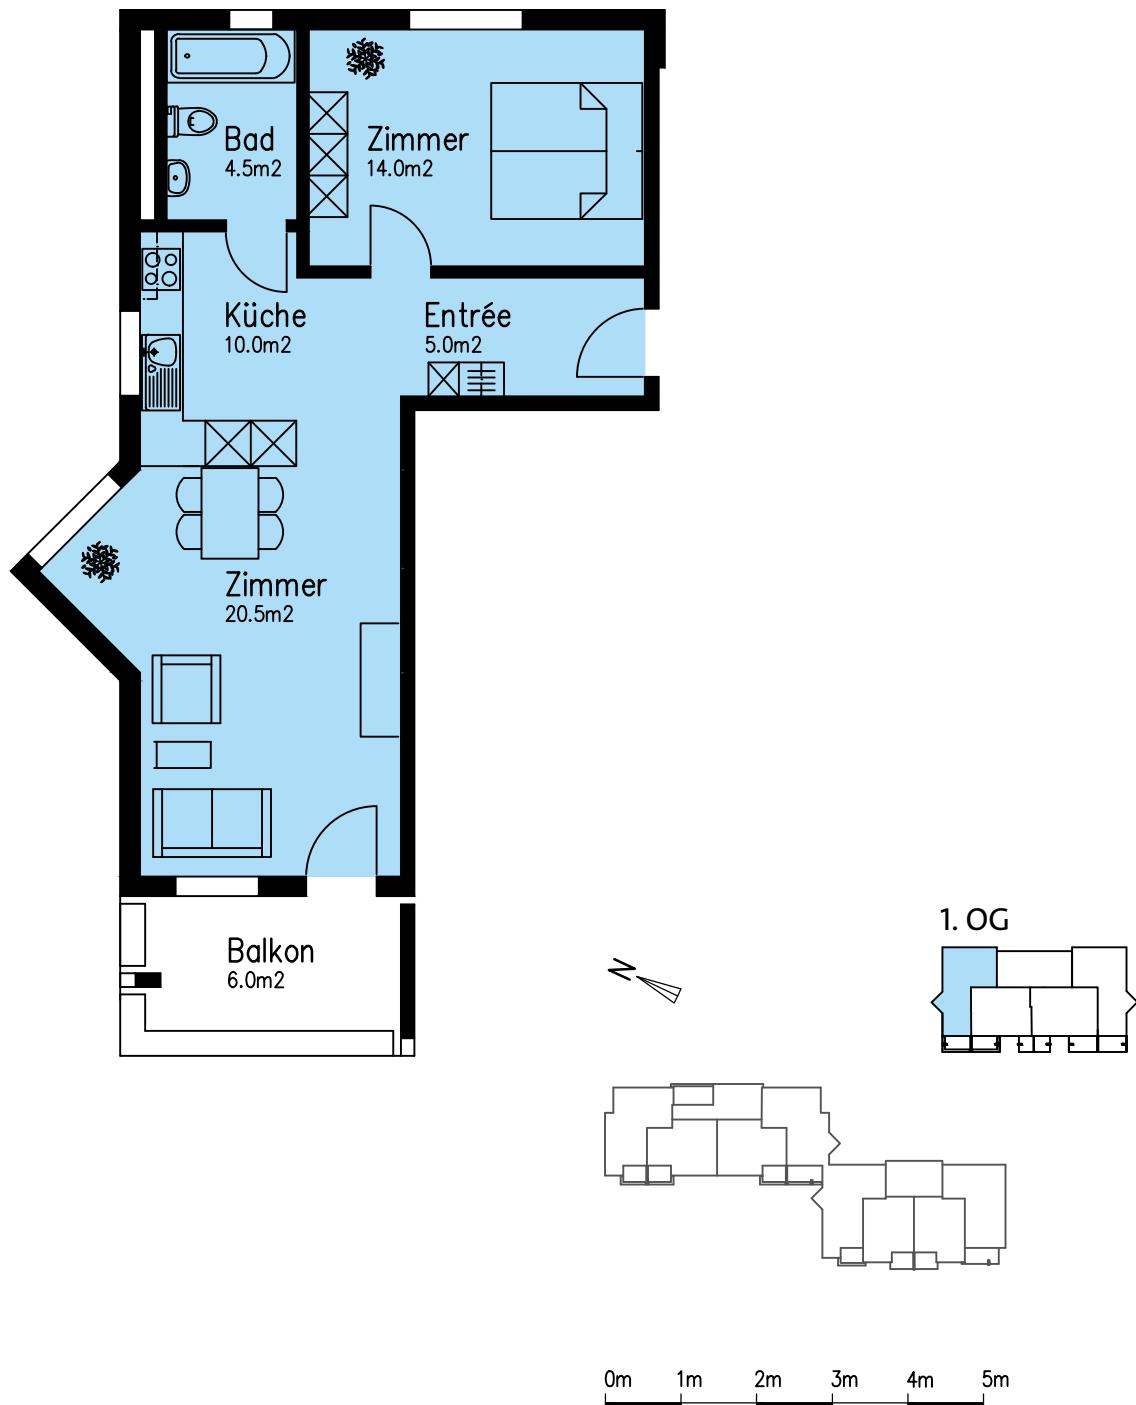 Bad
4.5m2
Zimmer
14.0m2
Küche
10.0m2
Entrée
5.0m2
Zimmer
20.5m2
Balkon
6.0m2
N
1. OG
0m 1m 2m 3m 4m 5m